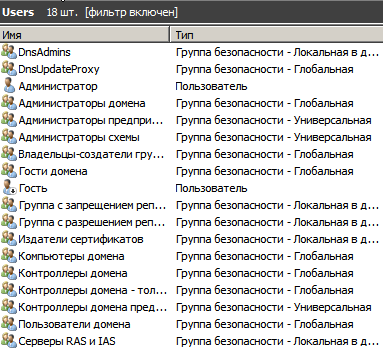 Users 18 шт. [фильтр включен]
Имя Тип
DnsAdmins Группа безопасности - Локальная в д...
DnsUpdateProxy Группа безопасности - Глобальная
Администратор Пользователь
Администраторы домена Группа безопасности - Глобальная
Администраторы предпри... Группа безопасности - Универсальная
Администраторы схемы Группа безопасности - Универсальная
Владельцы-создатели гру... Группа безопасности - Глобальная
Гости домена Группа безопасности - Глобальная
Гость Пользователь
Группа с запрещением реп... Группа безопасности - Локальная в д...
Группа с разрешением реп... Группа безопасности - Локальная в д...
Издатели сертификатов Группа безопасности - Локальная в д...
Компьютеры домена Группа безопасности - Глобальная
Контроллеры домена Группа безопасности - Глобальная
Контроллеры домена - тол... Группа безопасности - Глобальная
Контроллеры домена пред... Группа безопасности - Универсальная
Пользователи домена Группа безопасности - Глобальная
Серверы RAS и IAS Группа безопасности - Локальная в д...